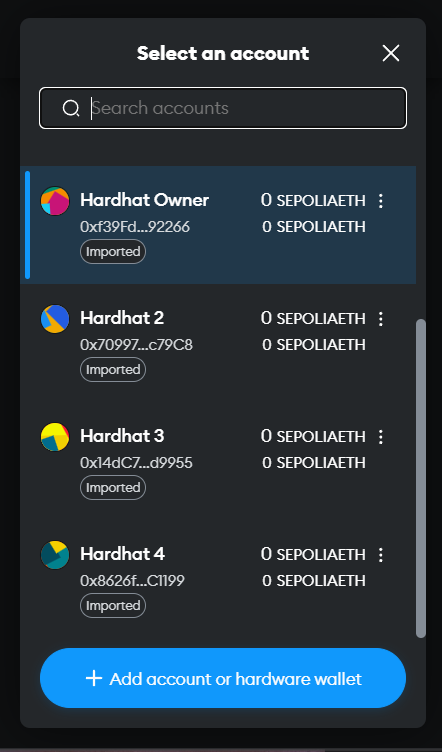 Select an account
Search accounts
Hardhat Owner 0 SEPOLIAETH
0xf39Fd...92266 0 SEPOLIAETH
Imported
Hardhat 2 0 SEPOLIAETH
0x70997...c79C8 0 SEPOLIAETH
Imported
Hardhat 3 0 SEPOLIAETH
0x14dC7...d9955 0 SEPOLIAETH
Imported
Hardhat 4 0 SEPOLIAETH
0x8626f...C1199 0 SEPOLIAETH
Imported
+ Add account or hardware wallet